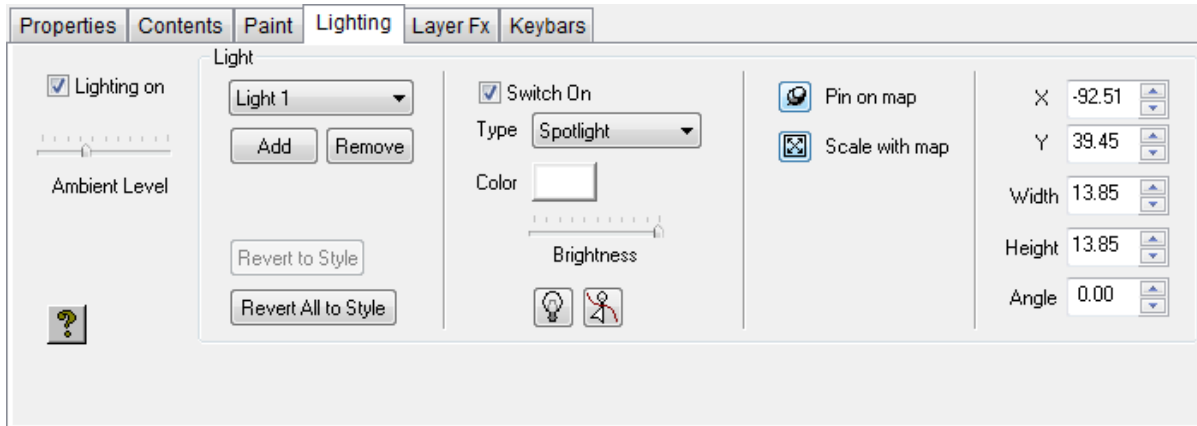 Properties Contents Paint Lighting Layer Fx Keybars
Light
Lighting on
Ambient Level
?
Light 1
Add Remove
Revert to Style
Revert All to Style
Switch On
Type Spotlight
Color
Brightness
Pin on map
Scale with map
X -92.51
Y 39.45
Width 13.85
Height 13.85
Angle 0.00